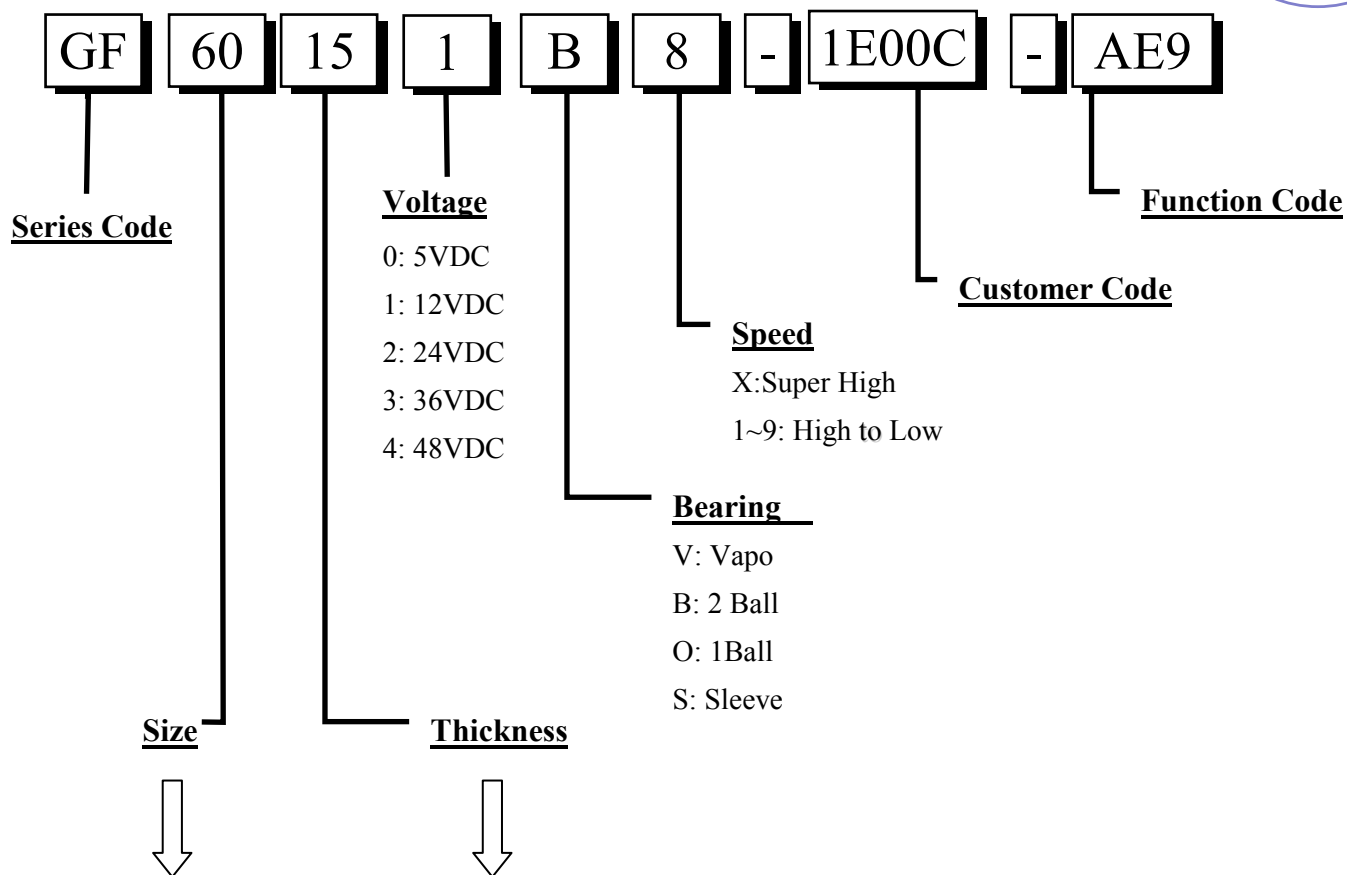 GF 60 15 1 B 8 - 1E00C - AE9
Series Code
Voltage
0: 5VDC
1: 12VDC
2: 24VDC
3: 36VDC
4: 48VDC
Function Code
Customer Code
Speed
X:Super High
1~9: High to Low
Bearing
V: Vapo
B: 2 Ball
O: 1Ball
S: Sleeve
Size
Thickness